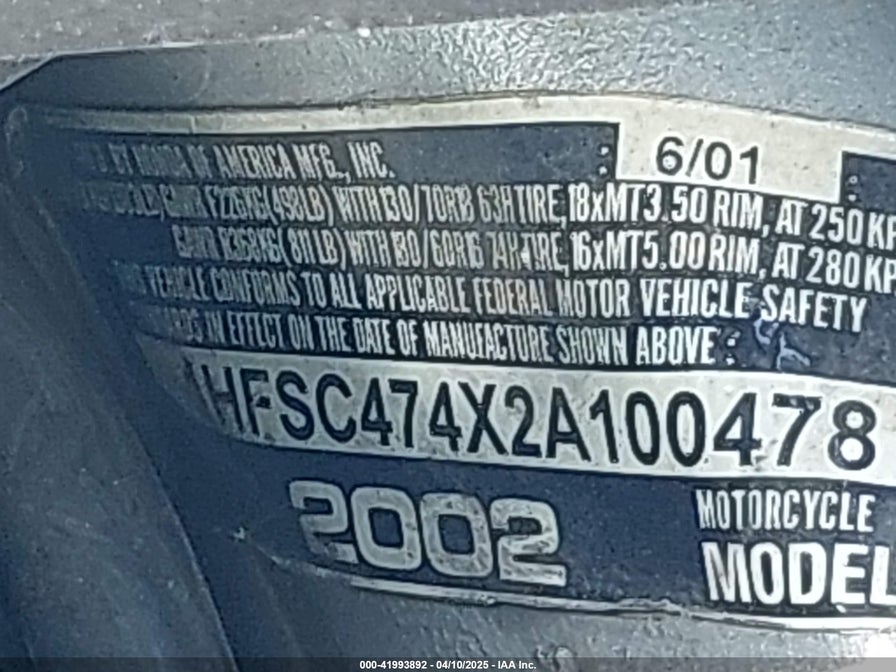 BY HONDA OF AMERICA MFG., INC. : 6/01 :
GAWR F226KG(498LB) WITH 130/70R18 63H TIRE, 18xMT3.50 RIM, AT 250 KP
GAWR R368KG(811LB) WITH 180/60R16 74H TIRE, 16xMT5.00 RIM, AT 280 KP
THIS VEHICLE CONFORMS TO ALL APPLICABLE FEDERAL MOTOR VEHICLE SAFETY
IN EFFECT ON THE DATE OF MANUFACTURE SHOWN ABOVE :
1HFSC474X2A100478
2002 MOTORCYCLE
MODEL
000-41993892 - 04/10/2025 - IAA Inc.